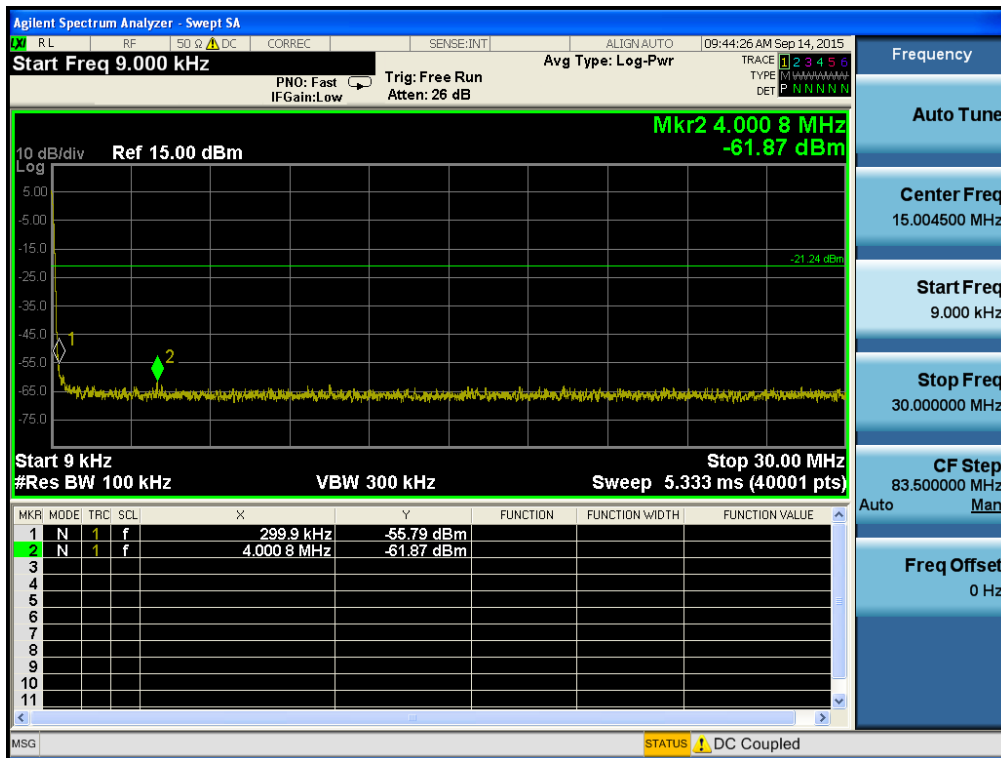 Agilent Spectrum Analyzer - Swept SA
LXI RL RF 50 Ω DC CORREC SENSE:INT ALIGN AUTO 09:44:26 AM Sep 14, 2015
Start Freq 9.000 kHz
PNO: Fast
IFGain:Low
Trig: Free Run
Atten: 26 dB
Avg Type: Log-Pwr
TRACE 1 2 3 4 5 6
TYPE M
DET P N N N N N
Mkr2 4.000 8 MHz
-61.87 dBm
10 dB/div Ref 15.00 dBm
Log
5.00
-5.00
-15.0
-21.24 dBm
-25.0
-35.0
-45.0
1
2
-55.0
-65.0
-75.0
Start 9 kHz Stop 30.00 MHz
#Res BW 100 kHz VBW 300 kHz Sweep 5.333 ms (40001 pts)
MKR MODE TRC SCL X Y FUNCTION FUNCTION WIDTH FUNCTION VALUE
1 N 1 f 299.9 kHz -55.79 dBm
2 N 1 f 4.000 8 MHz -61.87 dBm
3
4
5
6
7
8
9
10
11
MSG STATUS DC Coupled
Frequency
Auto Tune
Center Freq
15.004500 MHz
Start Freq
9.000 kHz
Stop Freq
30.000000 MHz
CF Step
83.500000 MHz
Auto Man
Freq Offset
0 Hz